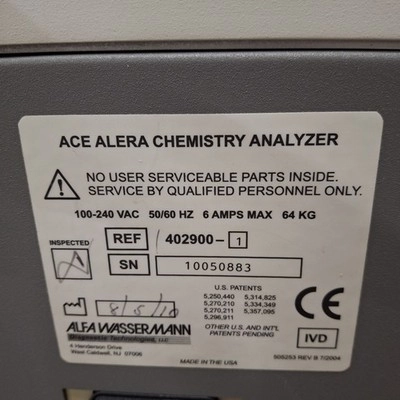 ACE ALERA CHEMISTRY ANALYZER
NO USER SERVICEABLE PARTS INSIDE.
SERVICE BY QUALIFIED PERSONNEL ONLY.
100-240 VAC 50/60 HZ 6 AMPS MAX 64 KG
INSPECTED
REF 402900- 1
SN 10050883
8/5/10
U.S. PATENTS
5,250,440 5,314,825
5,270,210 5,334,349
5,270,211 5,357,095
5,296,911
OTHER U.S. AND INT'L
PATENTS PENDING
CE
IVD
ALFA WASSERMANN
Diagnostic Technologies, LLC
4 Henderson Drive
West Caldwell, NJ 07006
MADE IN THE USA
505253 REV B 7/2004